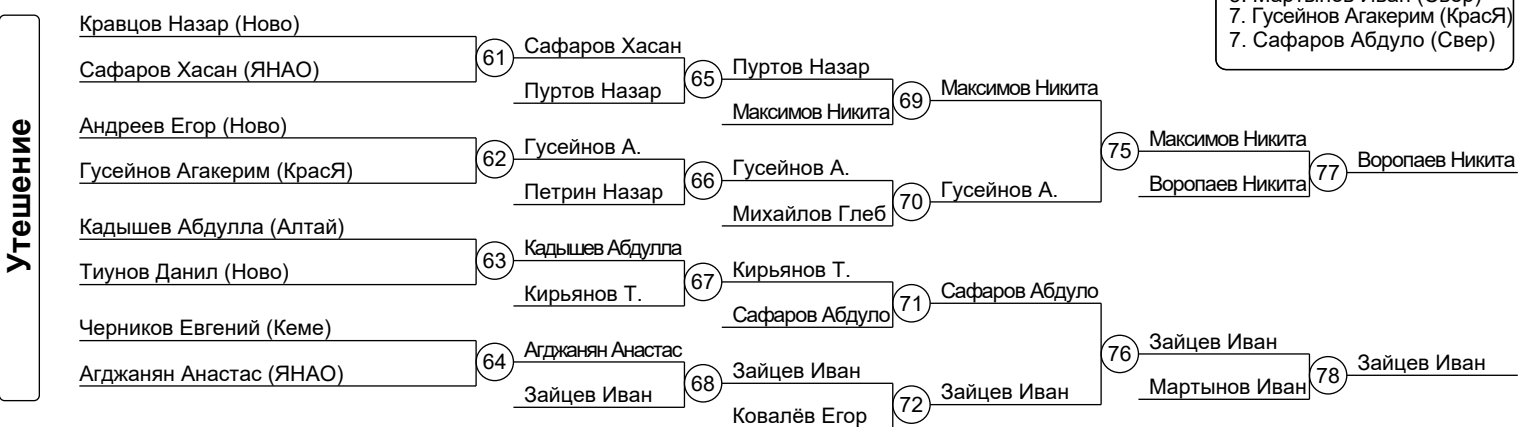 Утешение
5. Мартынов Иван (Свер)
7. Гусейнов Агакерим (КрасЯ)
7. Сафаров Абдуло (Свер)
Кравцов Назар (Ново)
Сафаров Хасан (ЯНАО)
61
Сафаров Хасан
Пуртов Назар
65
Пуртов Назар
Максимов Никита
69
Максимов Никита
Андреев Егор (Ново)
Гусейнов Агакерим (КрасЯ)
62
Гусейнов А.
Петрин Назар
66
Гусейнов А.
Михайлов Глеб
70
Гусейнов А.
75
Максимов Никита
Воропаев Никита
77
Воропаев Никита
Кадышев Абдулла (Алтай)
Тиунов Данил (Ново)
63
Кадышев Абдулла
Кирьянов Т.
67
Кирьянов Т.
Сафаров Абдуло
71
Сафаров Абдуло
Черников Евгений (Кеме)
Агджанян Анастас (ЯНАО)
64
Агджанян Анастас
Зайцев Иван
68
Зайцев Иван
Ковалёв Егор
72
Зайцев Иван
76
Зайцев Иван
Мартынов Иван
78
Зайцев Иван